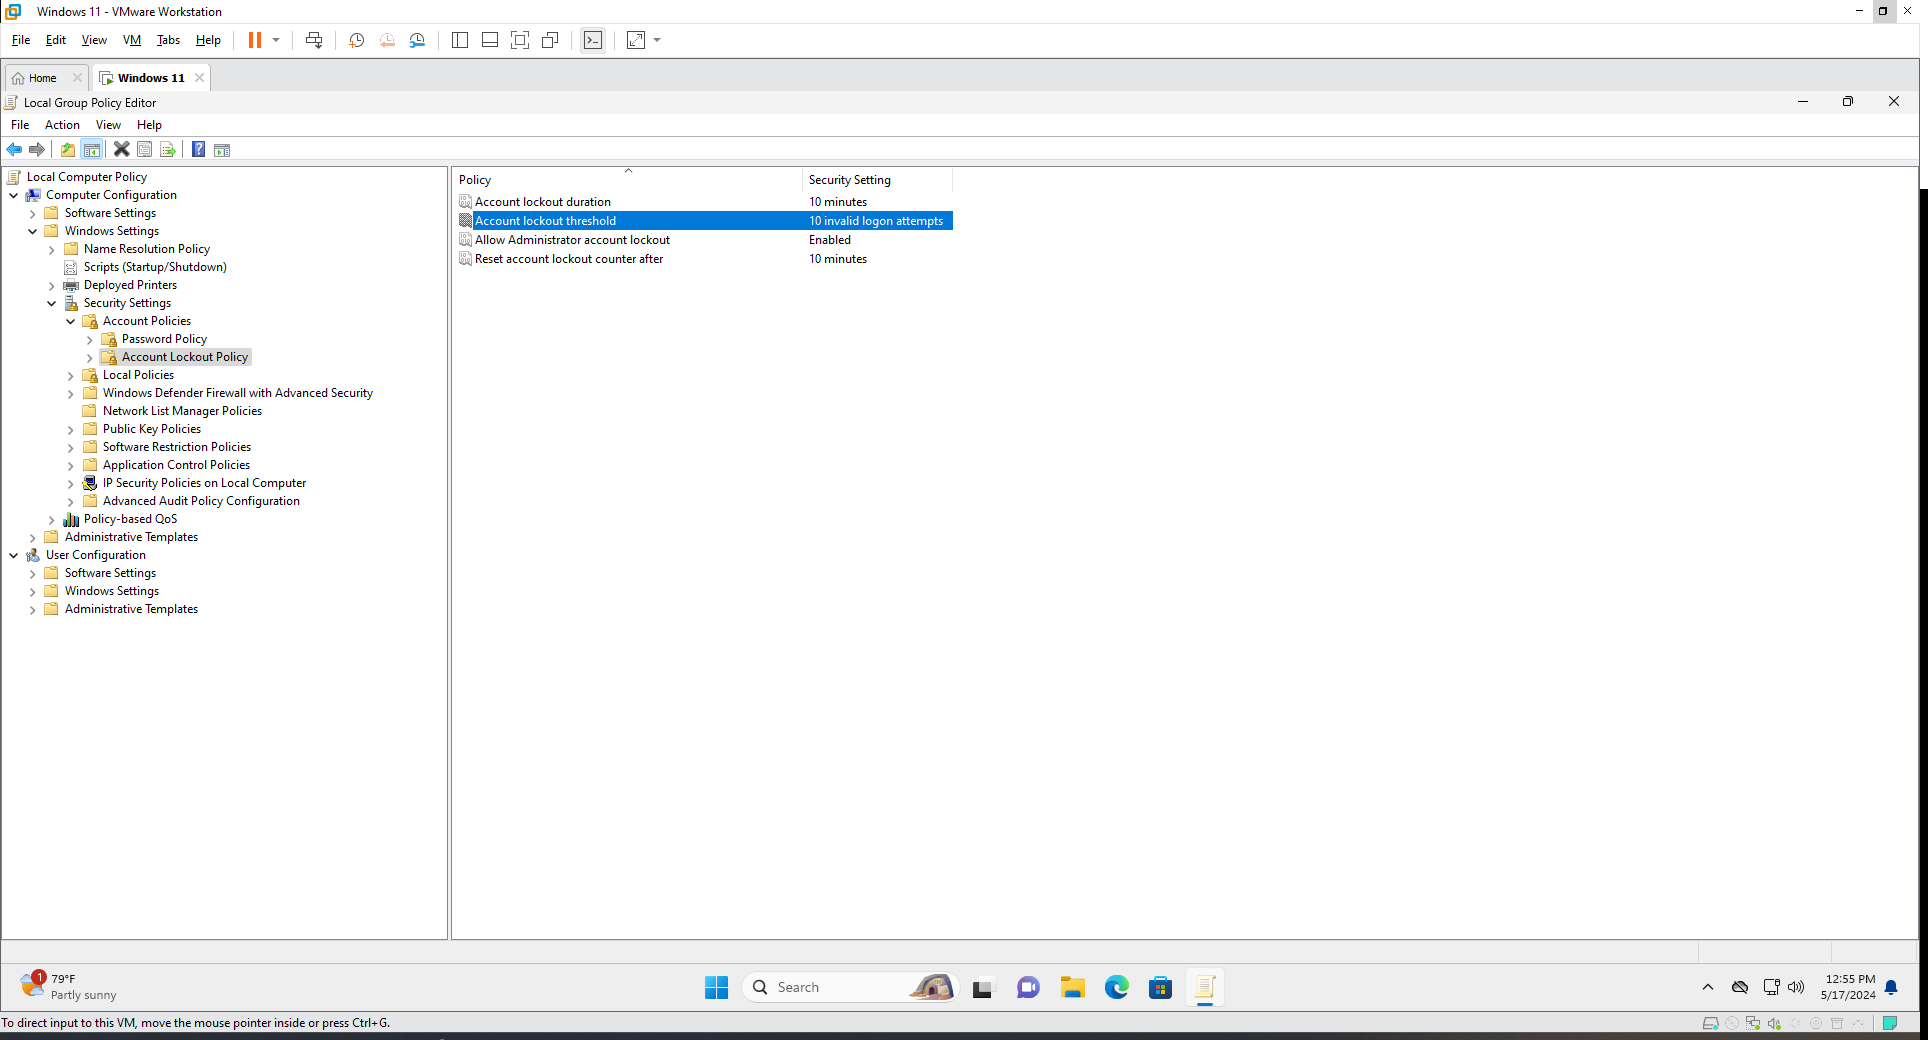 Windows 11 - VMware Workstation
File Edit View VM Tabs Help
Home Windows 11
Local Group Policy Editor
File Action View Help
Local Computer Policy
Computer Configuration
Software Settings
Windows Settings
Name Resolution Policy
Scripts (Startup/Shutdown)
Deployed Printers
Security Settings
Account Policies
Password Policy
Account Lockout Policy
Local Policies
Windows Defender Firewall with Advanced Security
Network List Manager Policies
Public Key Policies
Software Restriction Policies
Application Control Policies
IP Security Policies on Local Computer
Advanced Audit Policy Configuration
Policy-based QoS
Administrative Templates
User Configuration
Software Settings
Windows Settings
Administrative Templates
Policy Security Setting
Account lockout duration 10 minutes
Account lockout threshold 10 invalid logon attempts
Allow Administrator account lockout Enabled
Reset account lockout counter after 10 minutes
1
79°F
Partly sunny
Search
12:55 PM
5/17/2024
To direct input to this VM, move the mouse pointer inside or press Ctrl+G.